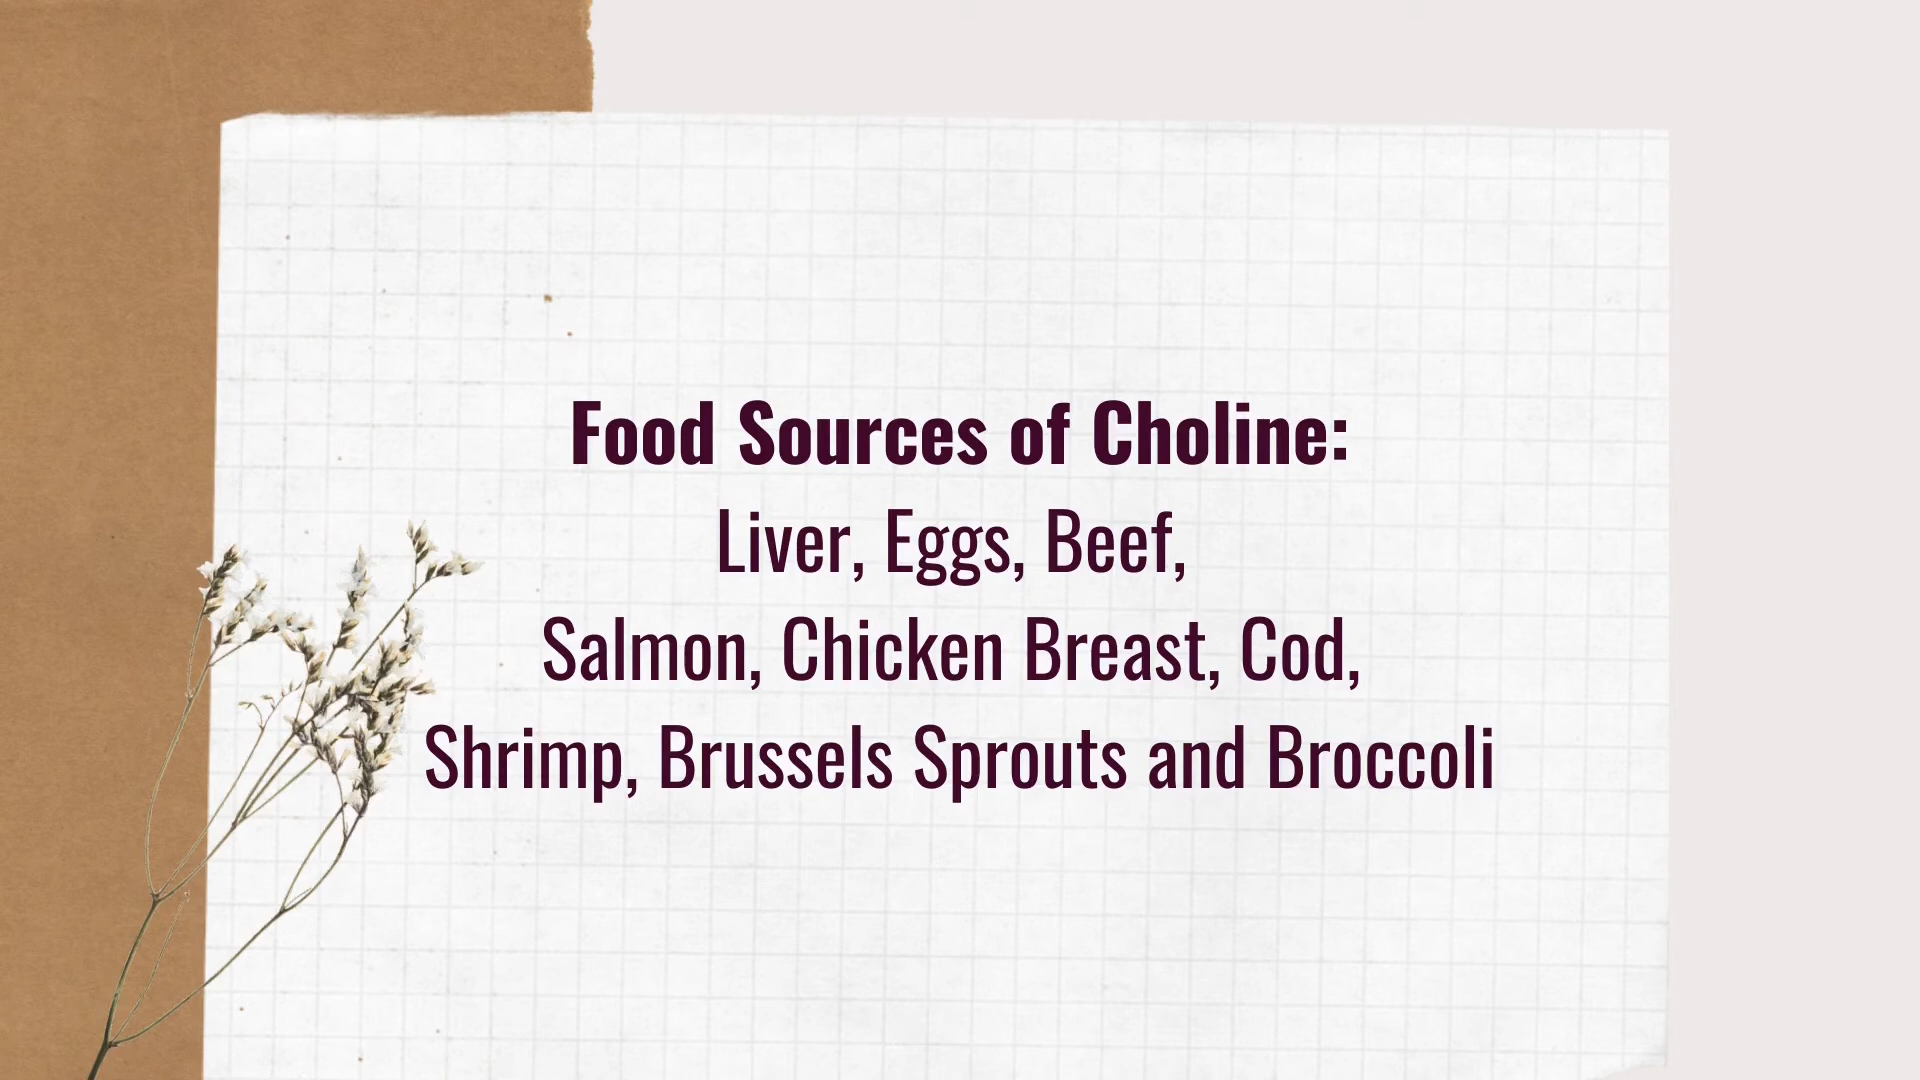 Food Sources of Choline:
Liver, Eggs, Beef,
Salmon, Chicken Breast, Cod,
Shrimp, Brussels Sprouts and Broccoli